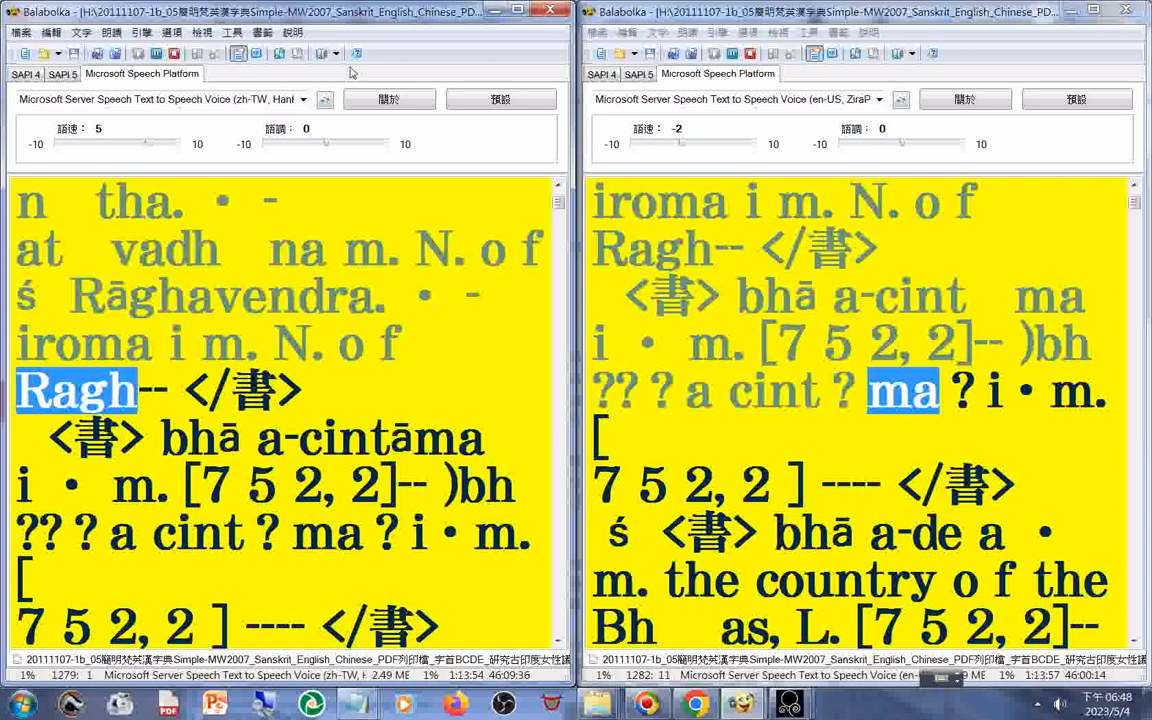 Balabolka - [H:\20111107-1b_05簡明梵英漢字典Simple-MW2007_Sanskrit_English_Chinese_PD...
檔案 編輯 文字 朗讀 引擎 選項 檢視 工具 書籤 說明
SAPI 4 SAPI 5 Microsoft Speech Platform
Microsoft Server Speech Text to Speech Voice (zh-TW, Hanl 關於 預設
語速： 5 語調： 0
-10 10 -10 10
n tha. • -
at vadh na m. N. o f
ś Rāghavendra. • -
iroma i m. N. o f
Ragh-- </書>
<書> bhā a-cintāma
i • m. [7 5 2, 2]-- )bh
?? ? a cint ? ma ? i • m.
[
7 5 2, 2 ] ---- </書>
20111107-1b_05簡明梵英漢字典Simple-MW2007_Sanskrit_English_Chinese_PDF列印檔_字首BCDE_研究古印度女性議
1% 1279: 1 Microsoft Server Speech Text to Speech Voice (zh-TW, H 2.49 ME 1% 1:13:54 46:09:36
Balabolka - [H:\20111107-1b_05簡明梵英漢字典Simple-MW2007_Sanskrit_English_Chinese_PD...
檔案 編輯 文字 朗讀 引擎 選項 檢視 工具 書籤 說明
SAPI 4 SAPI 5 Microsoft Speech Platform
Microsoft Server Speech Text to Speech Voice (en-US, ZiraP 關於 預設
語速： -2 語調： 0
-10 10 -10 10
iroma i m. N. o f
Ragh-- </書>
<書> bhā a-cint ma
i • m. [7 5 2, 2]-- )bh
?? ? a cint ? ma ? i • m.
[
7 5 2, 2 ] ---- </書>
ś <書> bhā a-de a •
m. the country o f the
Bh as, L. [7 5 2, 2]--
20111107-1b_05簡明梵英漢字典Simple-MW2007_Sanskrit_English_Chinese_PDF列印檔_字首BCDE_研究古印度女性議
1% 1282: 11 Microsoft Server Speech Text to Speech Voice (en-U 9 ME 1% 1:13:54 46:00:14
PDF
下午 06:48
2023/5/4